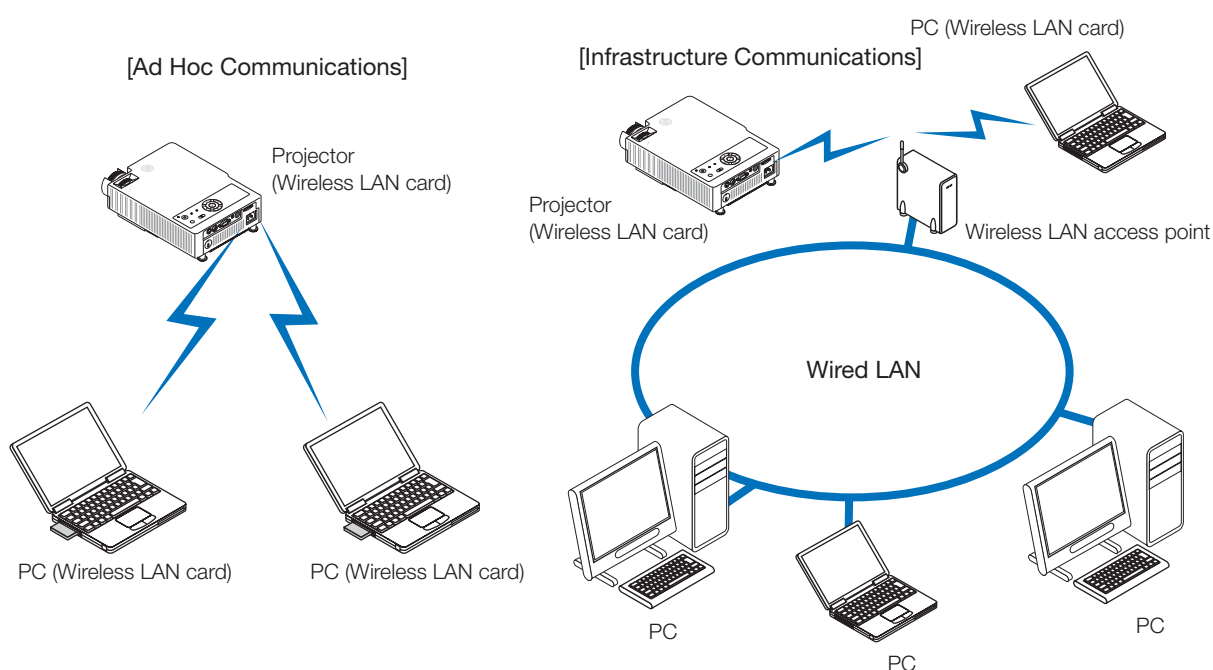 [Ad Hoc Communications]
Projector
(Wireless LAN card)
PC (Wireless LAN card)
PC (Wireless LAN card)
[Infrastructure Communications]
PC (Wireless LAN card)
Projector
(Wireless LAN card)
Wireless LAN access point
Wired LAN
PC
PC
PC